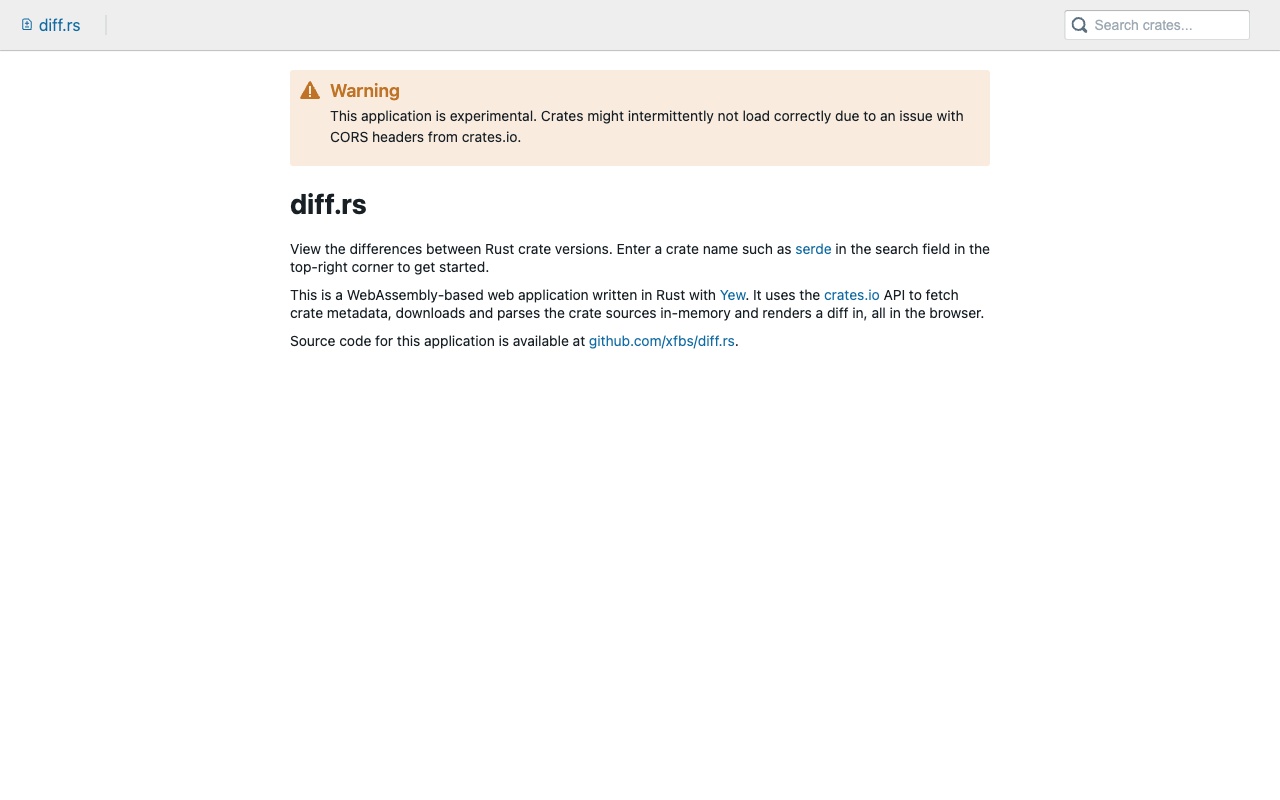 diff.rs
Search crates...
Warning
This application is experimental. Crates might intermittently not load correctly due to an issue with
CORS headers from crates.io.
diff.rs
View the differences between Rust crate versions. Enter a crate name such as serde in the search field in the
top-right corner to get started.
This is a WebAssembly-based web application written in Rust with Yew. It uses the crates.io API to fetch
crate metadata, downloads and parses the crate sources in-memory and renders a diff in, all in the browser.
Source code for this application is available at github.com/xfbs/diff.rs.